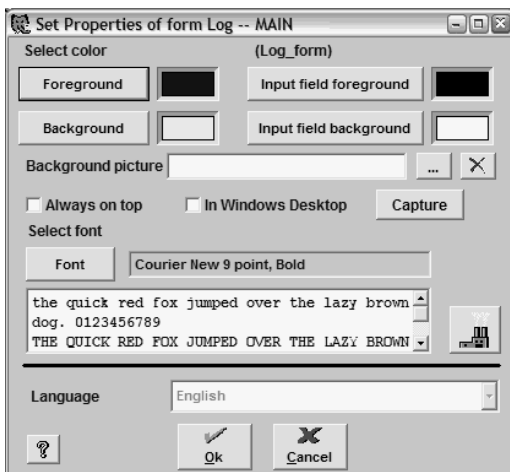 Set Properties of form Log -- MAIN
Select color (Log_form)
Foreground Input field foreground
Background Input field background
Background picture ...
Always on top In Windows Desktop Capture
Select font
Font Courier New 9 point, Bold
the quick red fox jumped over the lazy brown
dog. 0123456789
THE QUICK RED FOX JUMPED OVER THE LAZY BROWN
Language English
? Ok Cancel